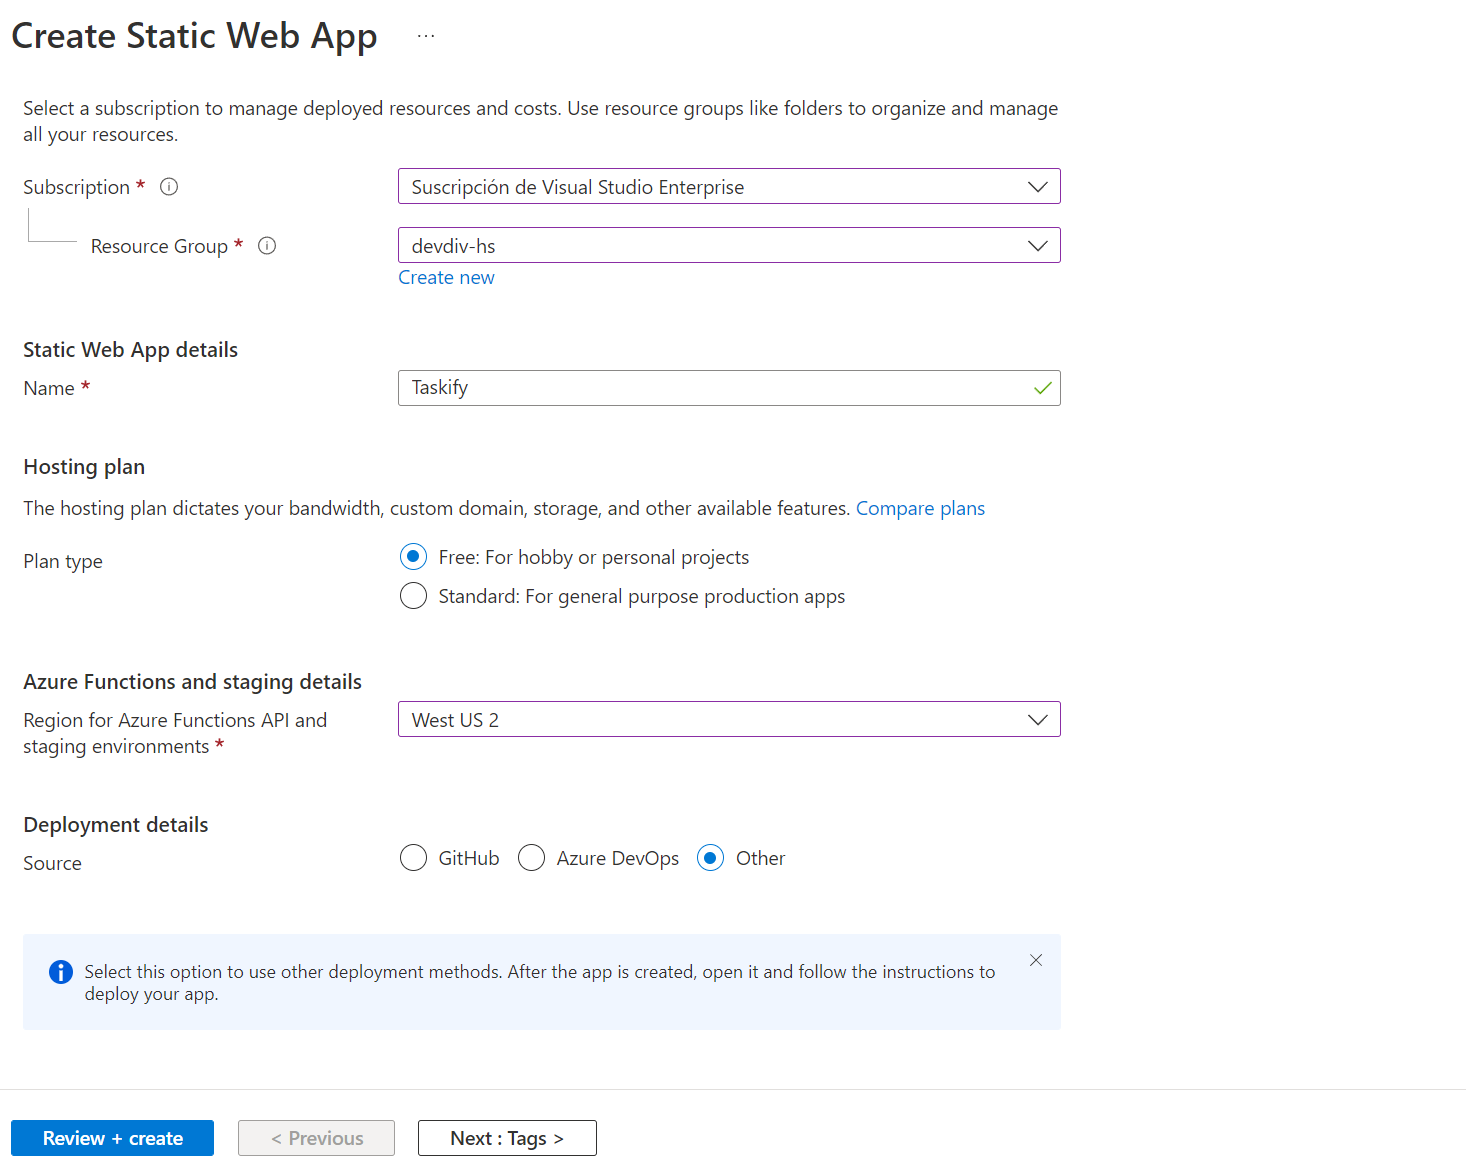 Create Static Web App ...
Select a subscription to manage deployed resources and costs. Use resource groups like folders to organize and manage
all your resources.
Subscription *
Suscripción de Visual Studio Enterprise
Resource Group *
devdiv-hs
Create new
Static Web App details
Name *
Taskify
Hosting plan
The hosting plan dictates your bandwidth, custom domain, storage, and other available features. Compare plans
Plan type
Free: For hobby or personal projects
Standard: For general purpose production apps
Azure Functions and staging details
Region for Azure Functions API and
staging environments *
West US 2
Deployment details
Source
GitHub
Azure DevOps
Other
Select this option to use other deployment methods. After the app is created, open it and follow the instructions to
deploy your app.
Review + create
< Previous
Next : Tags >